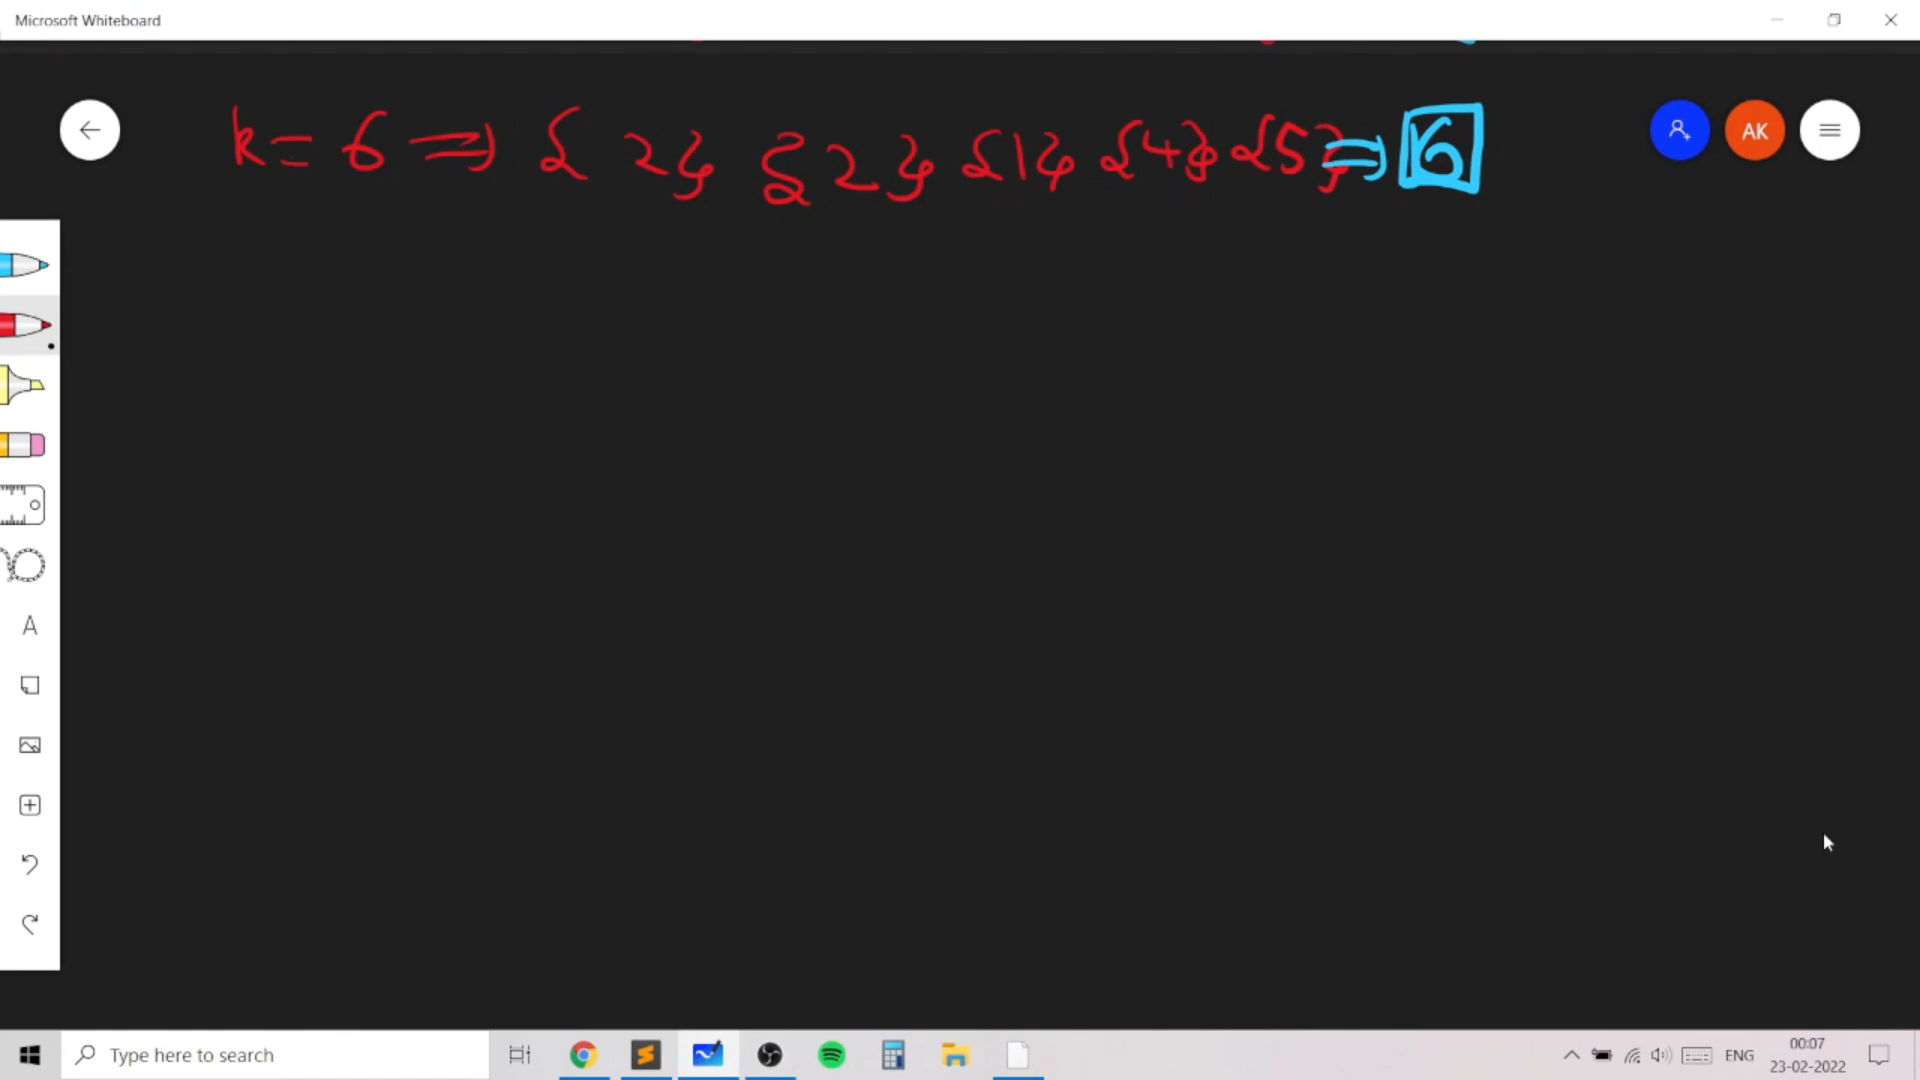 Microsoft Whiteboard
k = 6 ⇒ { 2} {2} {1} {4} {5} ⇒ 6
AK
A
Type here to search
ENG
00:07
23-02-2022